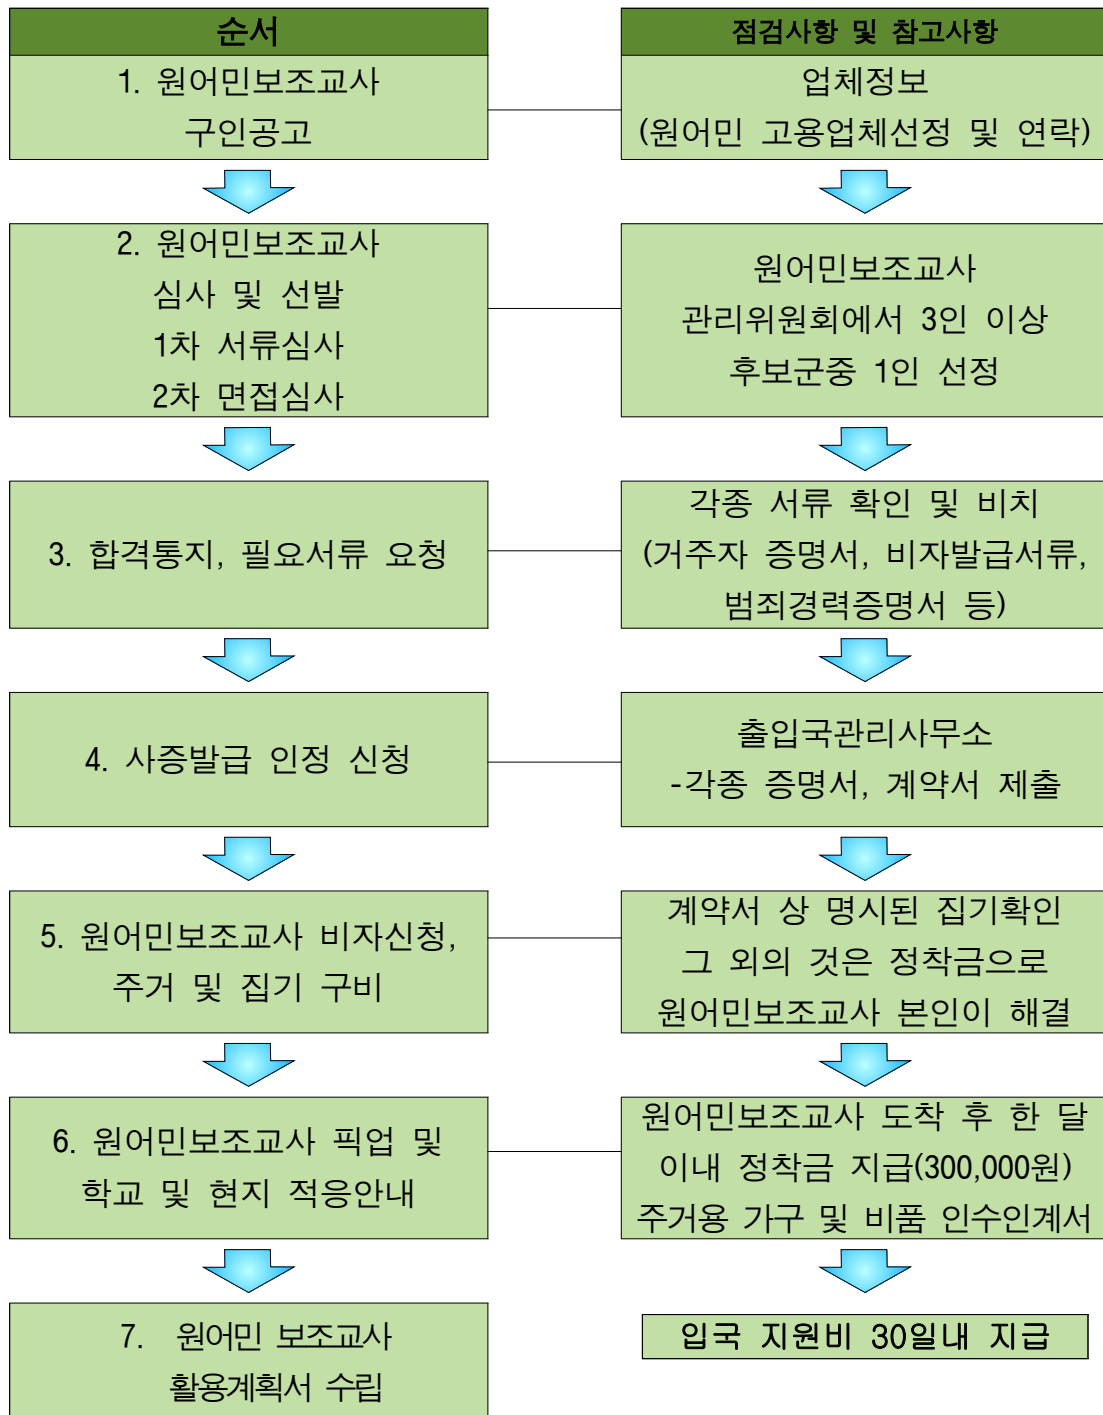 순서
점검사항 및 참고사항
1. 원어민보조교사
구인공고
업체정보
(원어민 고용업체선정 및 연락)
2. 원어민보조교사
심사 및 선발
1차 서류심사
2차 면접심사
원어민보조교사
관리위원회에서 3인 이상
후보군중 1인 선정
3. 합격통지, 필요서류 요청
각종 서류 확인 및 비치
(거주자 증명서, 비자발급서류,
범죄경력증명서 등)
4. 사증발급 인정 신청
출입국관리사무소
-각종 증명서, 계약서 제출
5. 원어민보조교사 비자신청,
주거 및 집기 구비
계약서 상 명시된 집기확인
그 외의 것은 정착금으로
원어민보조교사 본인이 해결
6. 원어민보조교사 픽업 및
학교 및 현지 적응안내
원어민보조교사 도착 후 한 달
이내 정착금 지급(300,000원)
주거용 가구 및 비품 인수인계서
7. 원어민 보조교사
활용계획서 수립
입국 지원비 30일내 지급